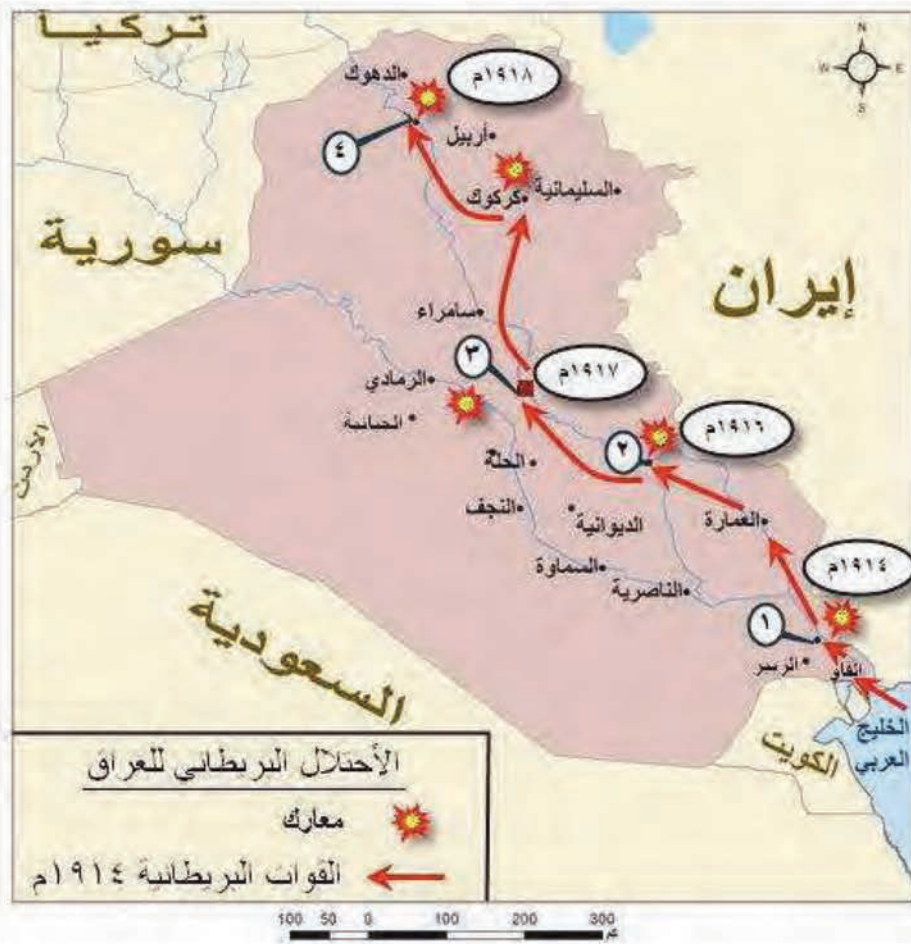 تركيا
N
W E
S
١٩١٨م
الدهوك
٤
أربيل
السليمانية
كركوك
سورية
إيران
سامراء
٣
١٩١٧م
الرمادي
الحبانية
١٩١٦م
٢
الحلة
الأردن
النجف
الديوانية
العمارة
السماوة
الناصرية
١٩١٤م
١
الفاو
السعودية
الكويت
الخليج
العربي
الأحتلال البريطاني للعراق
معارك
القوات البريطانية ١٩١٤م
100 50 0 100 200 300
كم